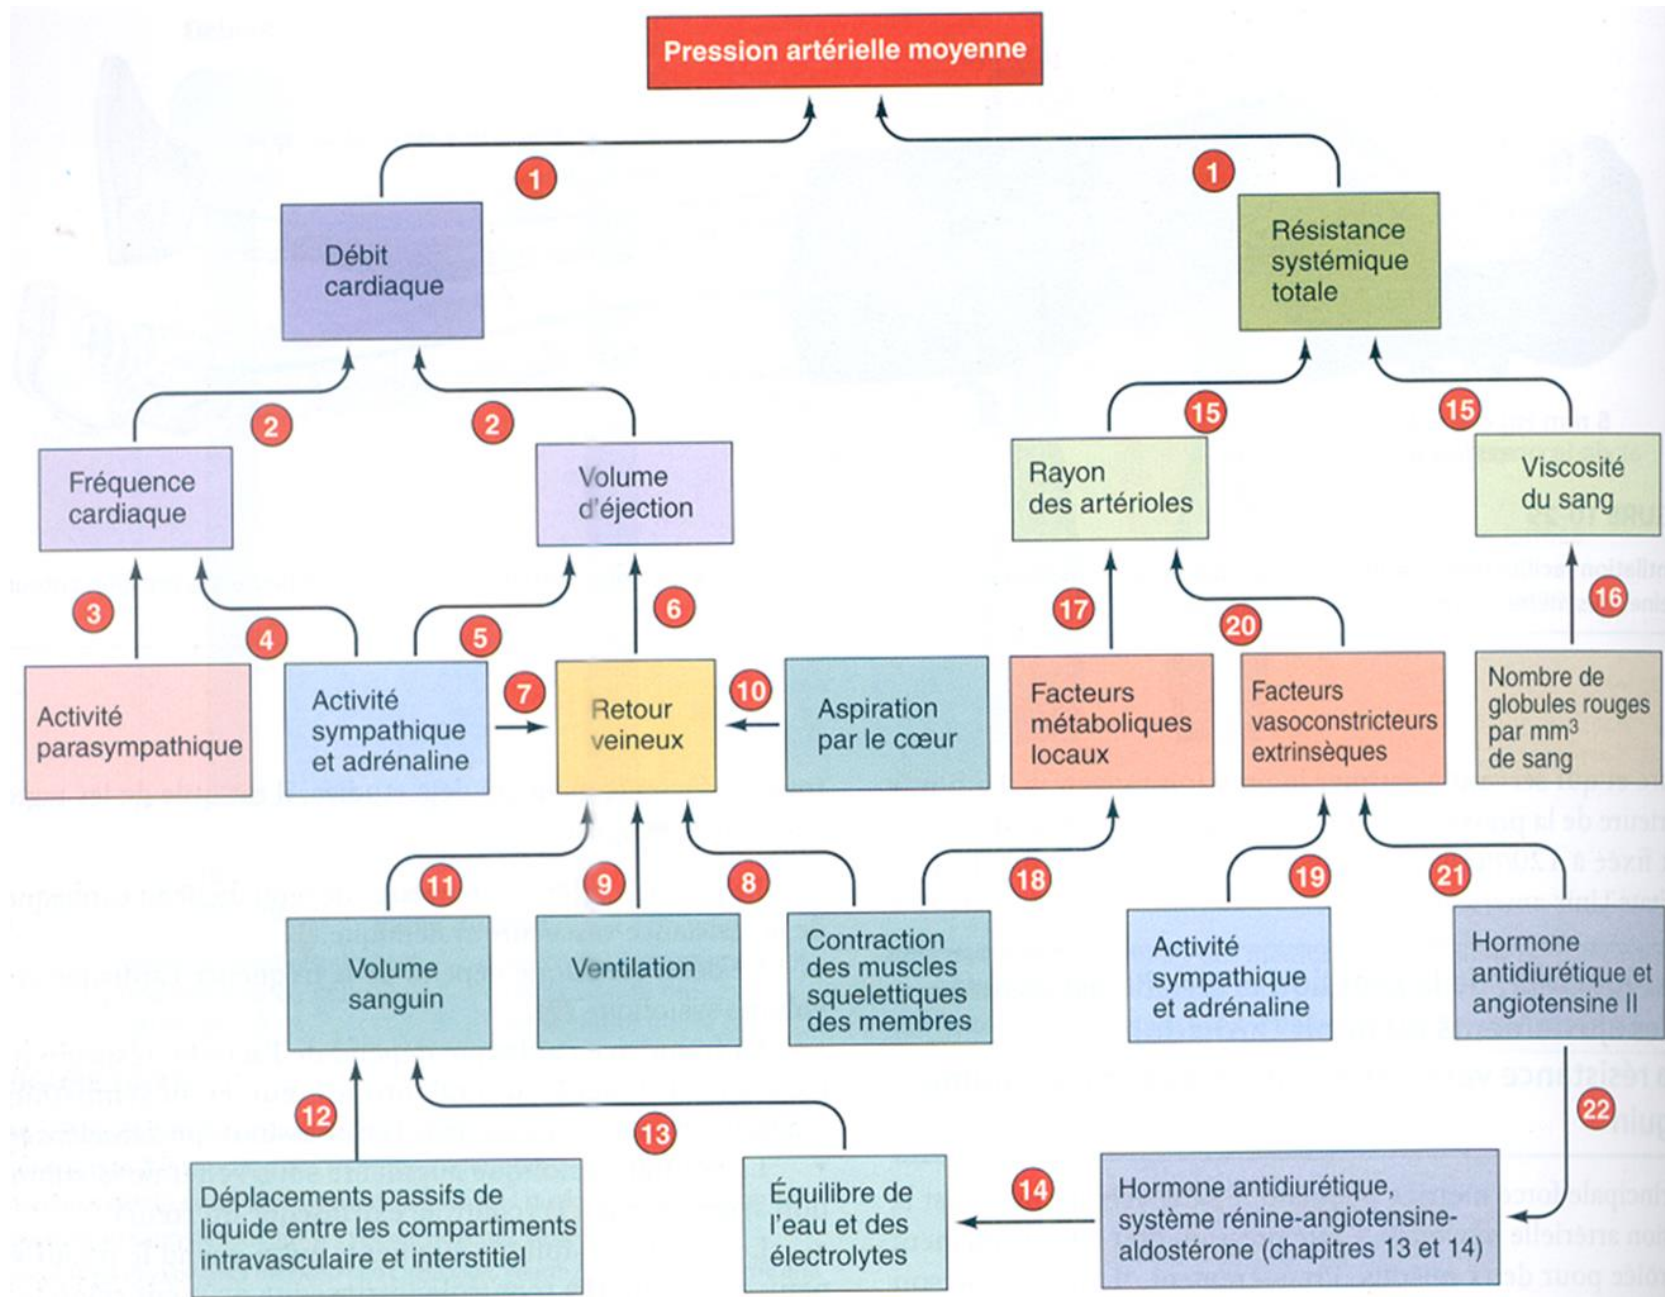 Pression artérielle moyenne
1
1
Débit
cardiaque
Résistance
systémique
totale
2
2
15
15
Fréquence
cardiaque
Volume
d'éjection
Rayon
des artérioles
Viscosité
du sang
3
4
5
6
17
20
16
Activité
parasympathique
Activité
sympathique
et adrénaline
7
Retour
veineux
10
Aspiration
par le cœur
Facteurs
métaboliques
locaux
Facteurs
vasoconstricteurs
extrinsèques
Nombre de
globules rouges
par mm³
de sang
11
9
8
18
19
21
Volume
sanguin
Ventilation
Contraction
des muscles
squelettiques
des membres
Activité
sympathique
et adrénaline
Hormone
antidiurétique et
angiotensine II
12
13
22
Déplacements passifs de
liquide entre les compartiments
intravasculaire et interstitiel
Équilibre de
l'eau et des
électrolytes
14
Hormone antidiurétique,
système rénine-angiotensine-
aldostérone (chapitres 13 et 14)